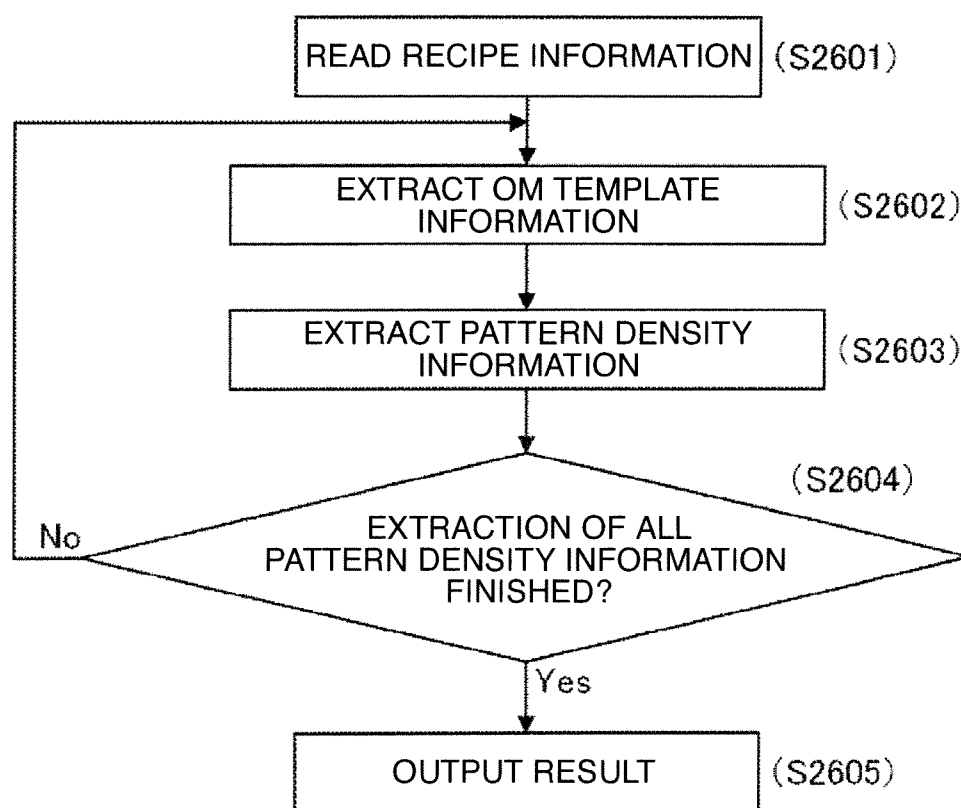 READ RECIPE INFORMATION
(S2601)
EXTRACT OM TEMPLATE
INFORMATION
(S2602)
EXTRACT PATTERN DENSITY
INFORMATION
(S2603)
(S2604)
EXTRACTION OF ALL
PATTERN DENSITY INFORMATION
FINISHED?
No
Yes
OUTPUT RESULT
(S2605)